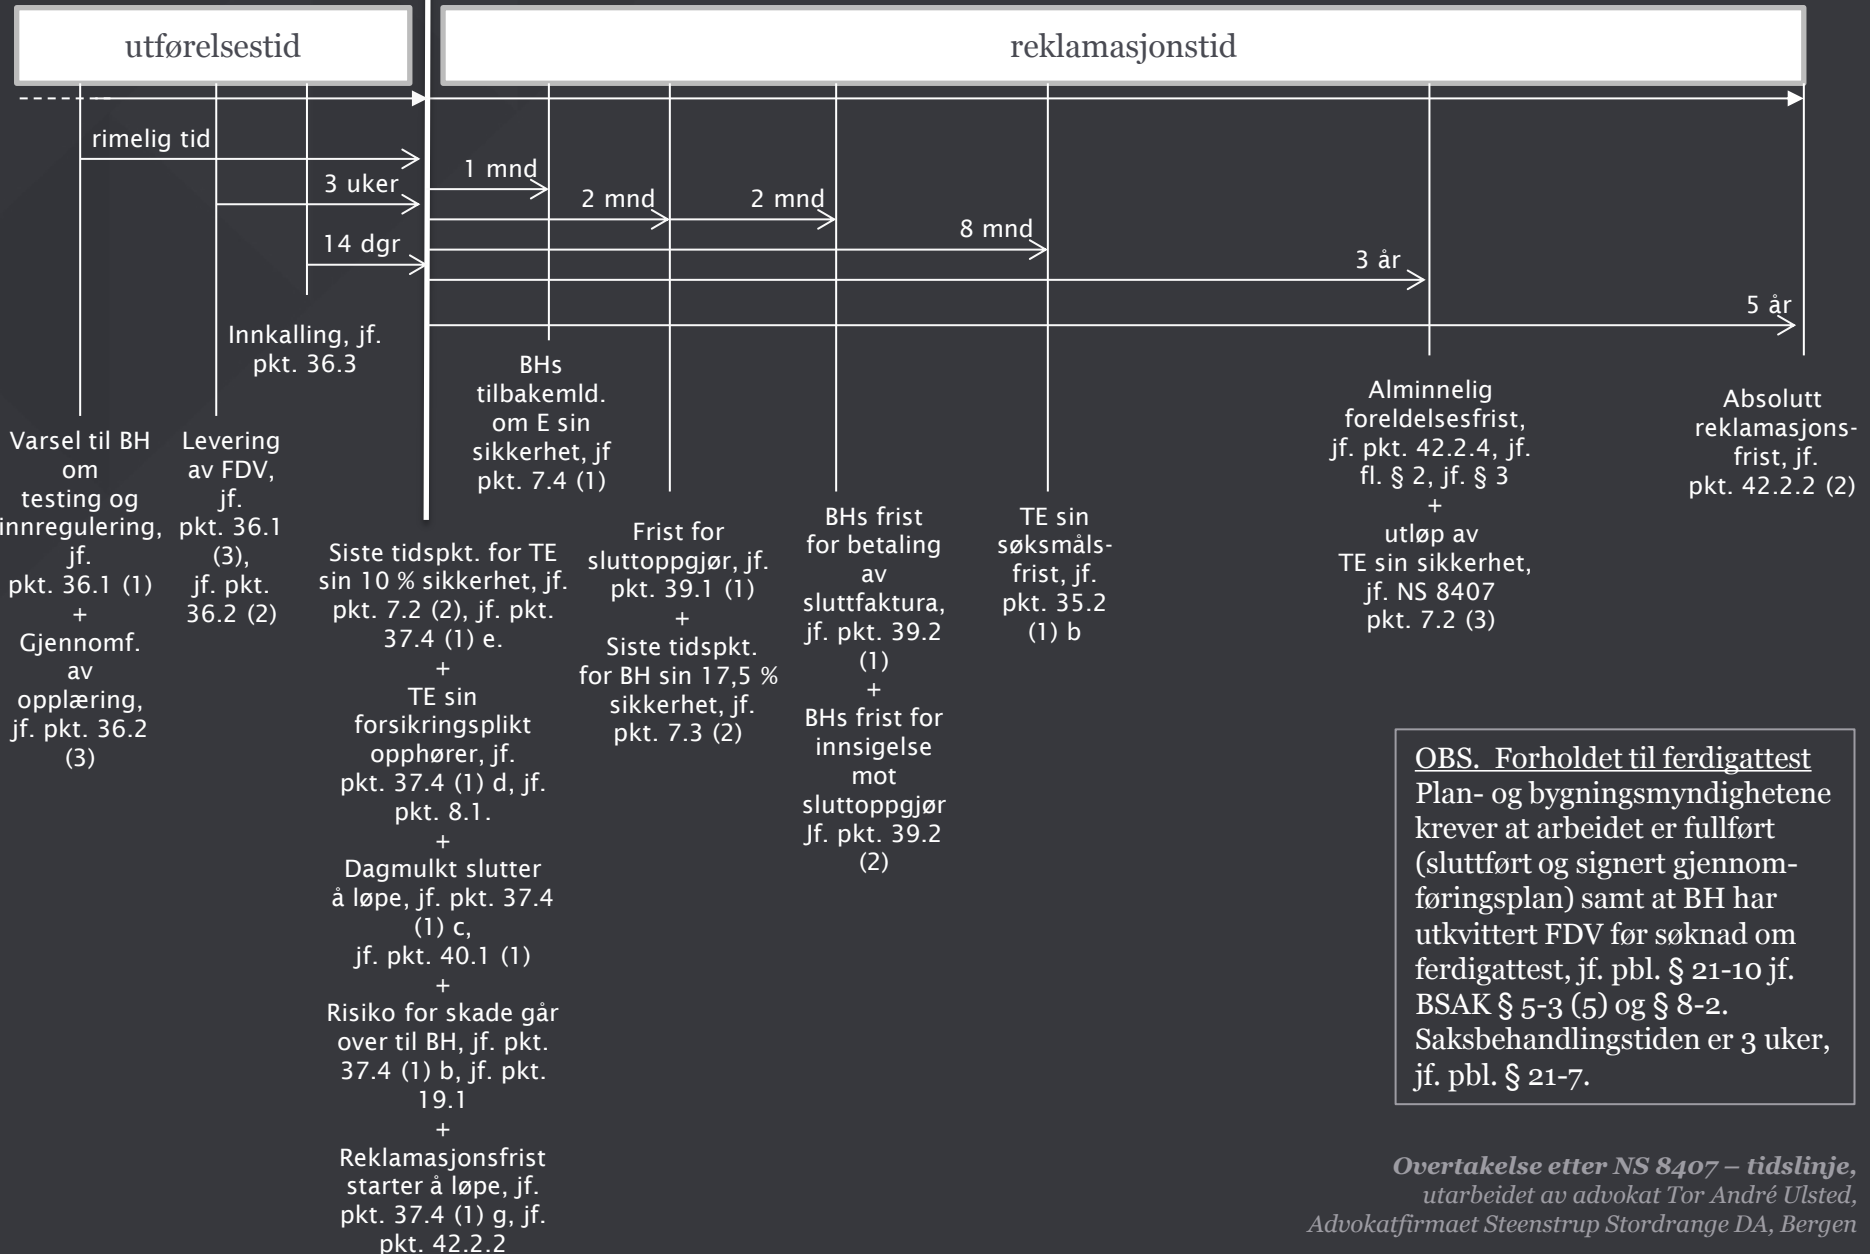 utførelsestid
reklamasjonstid
rimelig tid
3 uker
14 dgr
1 mnd
2 mnd
2 mnd
8 mnd
3 år
5 år
Varsel til BH
om
testing og
innregulering,
jf.
pkt. 36.1 (1)
+
Gjennomf.
av
opplæring,
jf. pkt. 36.2
(3)
Levering
av FDV,
jf.
pkt. 36.1
(3),
jf. pkt.
36.2 (2)
Innkalling, jf.
pkt. 36.3
Siste tidspkt. for TE
sin 10 % sikkerhet, jf.
pkt. 7.2 (2), jf. pkt.
37.4 (1) e.
+
TE sin
forsikringsplikt
opphører, jf.
pkt. 37.4 (1) d, jf.
pkt. 8.1.
+
Dagmulkt slutter
å løpe, jf. pkt. 37.4
(1) c,
jf. pkt. 40.1 (1)
+
Risiko for skade går
over til BH, jf. pkt.
37.4 (1) b, jf. pkt.
19.1
+
Reklamasjonsfrist
starter å løpe, jf.
pkt. 37.4 (1) g, jf.
pkt. 42.2.2
BHs
tilbakemld.
om E sin
sikkerhet, jf
pkt. 7.4 (1)
Frist for
sluttoppgjør, jf.
pkt. 39.1 (1)
+
Siste tidspkt.
for BH sin 17,5 %
sikkerhet, jf.
pkt. 7.3 (2)
BHs frist
for betaling
av
sluttfaktura,
jf. pkt. 39.2
(1)
+
BHs frist for
innsigelse
mot
sluttoppgjør
Jf. pkt. 39.2
(2)
TE sin
søksmåls-
frist, jf.
pkt. 35.2
(1) b
Alminnelig
foreldelsesfrist,
jf. pkt. 42.2.4, jf.
fl. § 2, jf. § 3
+
utløp av
TE sin sikkerhet,
jf. NS 8407
pkt. 7.2 (3)
Absolutt
reklamasjons-
frist, jf.
pkt. 42.2.2 (2)
OBS. Forholdet til ferdigattest
Plan- og bygningsmyndighetene
krever at arbeidet er fullført
(sluttført og signert gjennom-
føringsplan) samt at BH har
utkvittert FDV før søknad om
ferdigattest, jf. pbl. § 21-10 jf.
BSAK § 5-3 (5) og § 8-2.
Saksbehandlingstiden er 3 uker,
jf. pbl. § 21-7.
Overtakelse etter NS 8407 – tidslinje,
utarbeidet av advokat Tor André Ulsted,
Advokatfirmaet Steenstrup Stordrange DA, Bergen